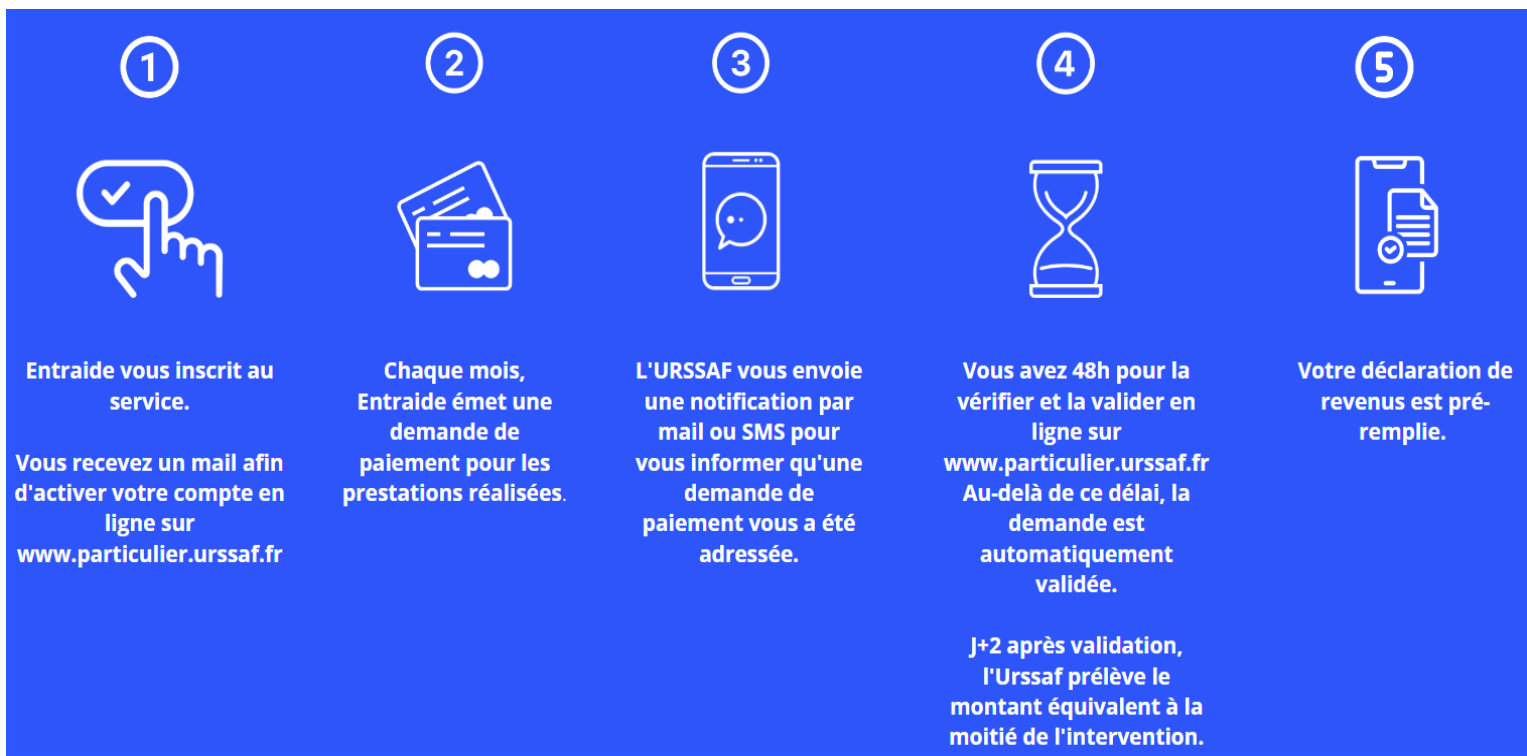 1
Entraide vous inscrit au
service.
Vous recevez un mail afin
d'activer votre compte en
ligne sur
www.particulier.urssaf.fr
2
Chaque mois,
Entraide émet une
demande de
paiement pour les
prestations réalisées.
3
L'URSSAF vous envoie
une notification par
mail ou SMS pour
vous informer qu'une
demande de
paiement vous a été
adressée.
4
Vous avez 48h pour la
vérifier et la valider en
ligne sur
www.particulier.urssaf.fr
Au-delà de ce délai, la
demande est
automatiquement
validée.
J+2 après validation,
l'Urssaf prélève le
montant équivalent à la
moitié de l'intervention.
5
Votre déclaration de
revenus est pré-
remplie.